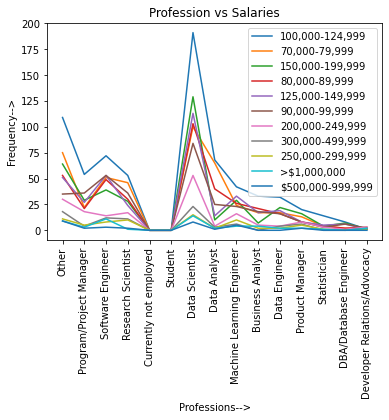 Profession vs Salaries
Frequency-->
200
175
150
125
100
75
50
25
0
100,000-124,999
70,000-79,999
150,000-199,999
80,000-89,999
125,000-149,999
90,000-99,999
200,000-249,999
300,000-499,999
250,000-299,999
>$1,000,000
$500,000-999,999
Other
Program/Project Manager
Software Engineer
Research Scientist
Currently not employed
Student
Data Scientist
Data Analyst
Machine Learning Engineer
Business Analyst
Data Engineer
Product Manager
Statistician
DBA/Database Engineer
Developer Relations/Advocacy
Professions-->